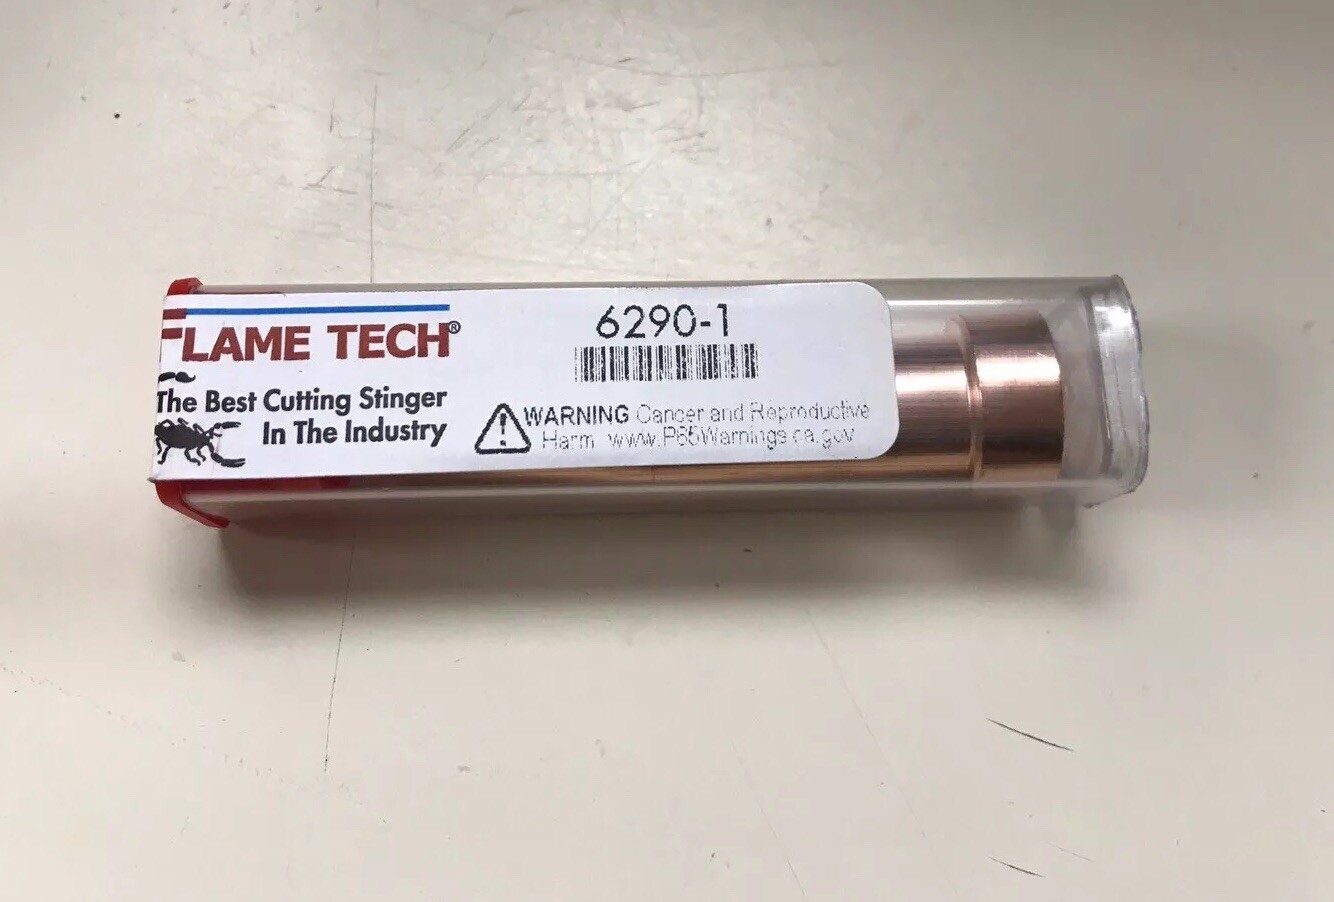 FLAME TECH®
The Best Cutting Stinger
In The Industry
6290-1
WARNING Cancer and Reproductive
Harm www.P65Warnings.ca.gov